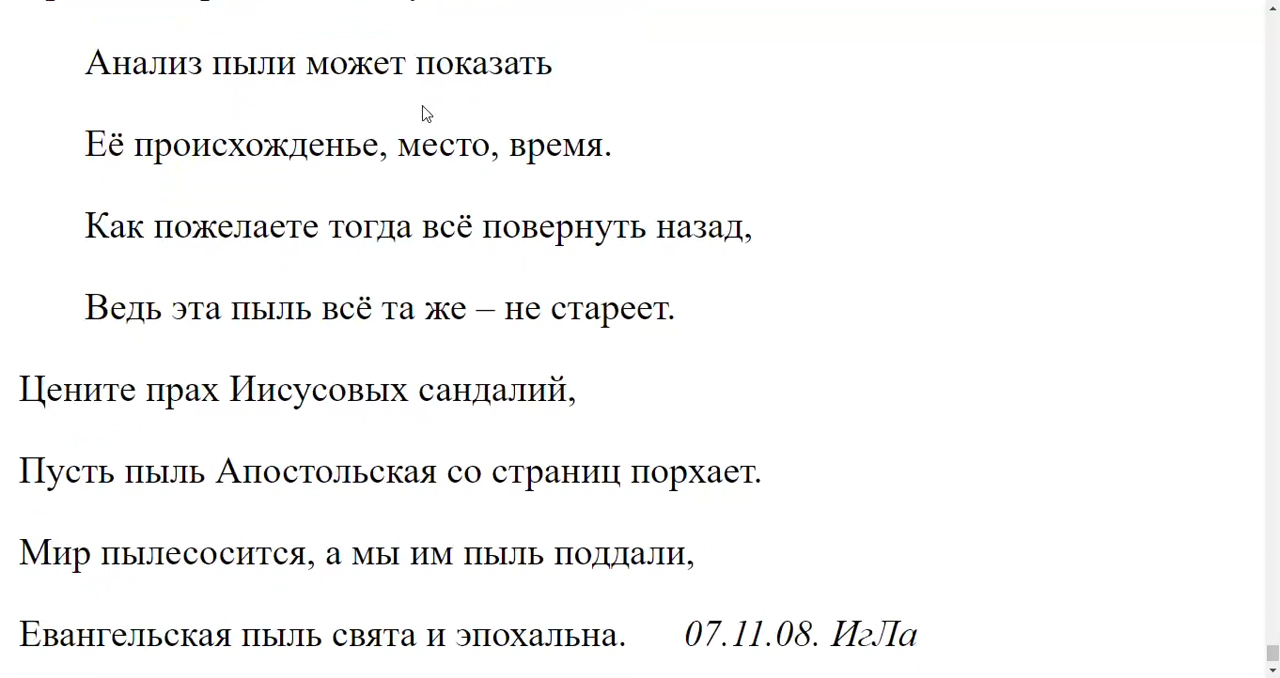 Анализ пыли может показать
Её происхожденье, место, время.
Как пожелаете тогда всё повернуть назад,
Ведь эта пыль всё та же – не стареет.
Цените прах Иисусовых сандалий,
Пусть пыль Апостольская со страниц порхает.
Мир пылесосится, а мы им пыль поддали,
Евангельская пыль свята и эпохальна. 07.11.08. ИгЛа